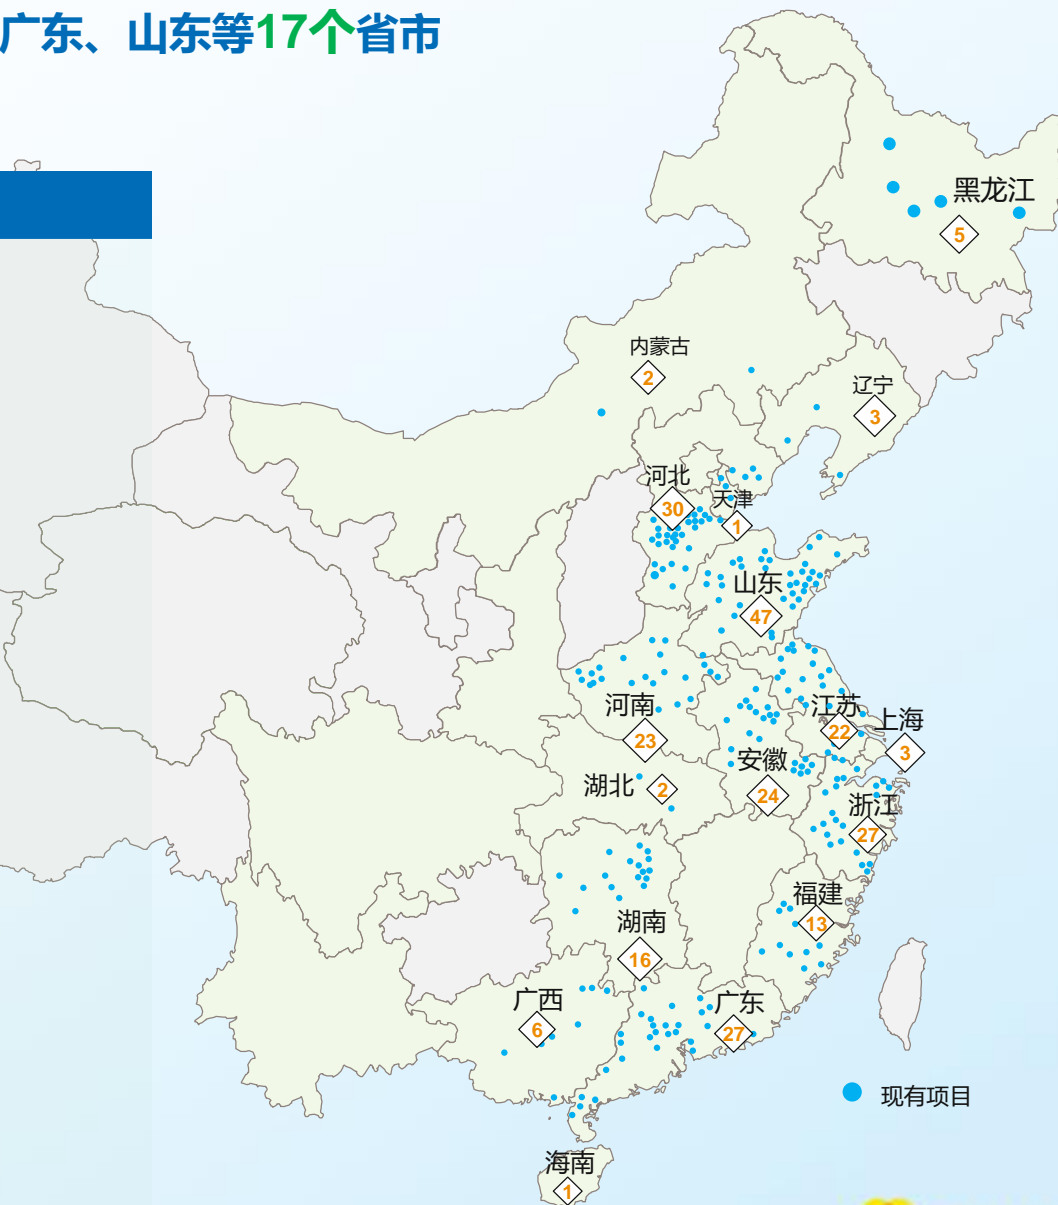 广东、山东等17个省市
黑龙江
5
内蒙古
2
辽宁
3
河北
30
天津
1
山东
47
河南
23
江苏
22
上海
3
安徽
24
湖北
2
浙江
27
福建
13
湖南
16
广西
6
广东
27
现有项目
海南
1